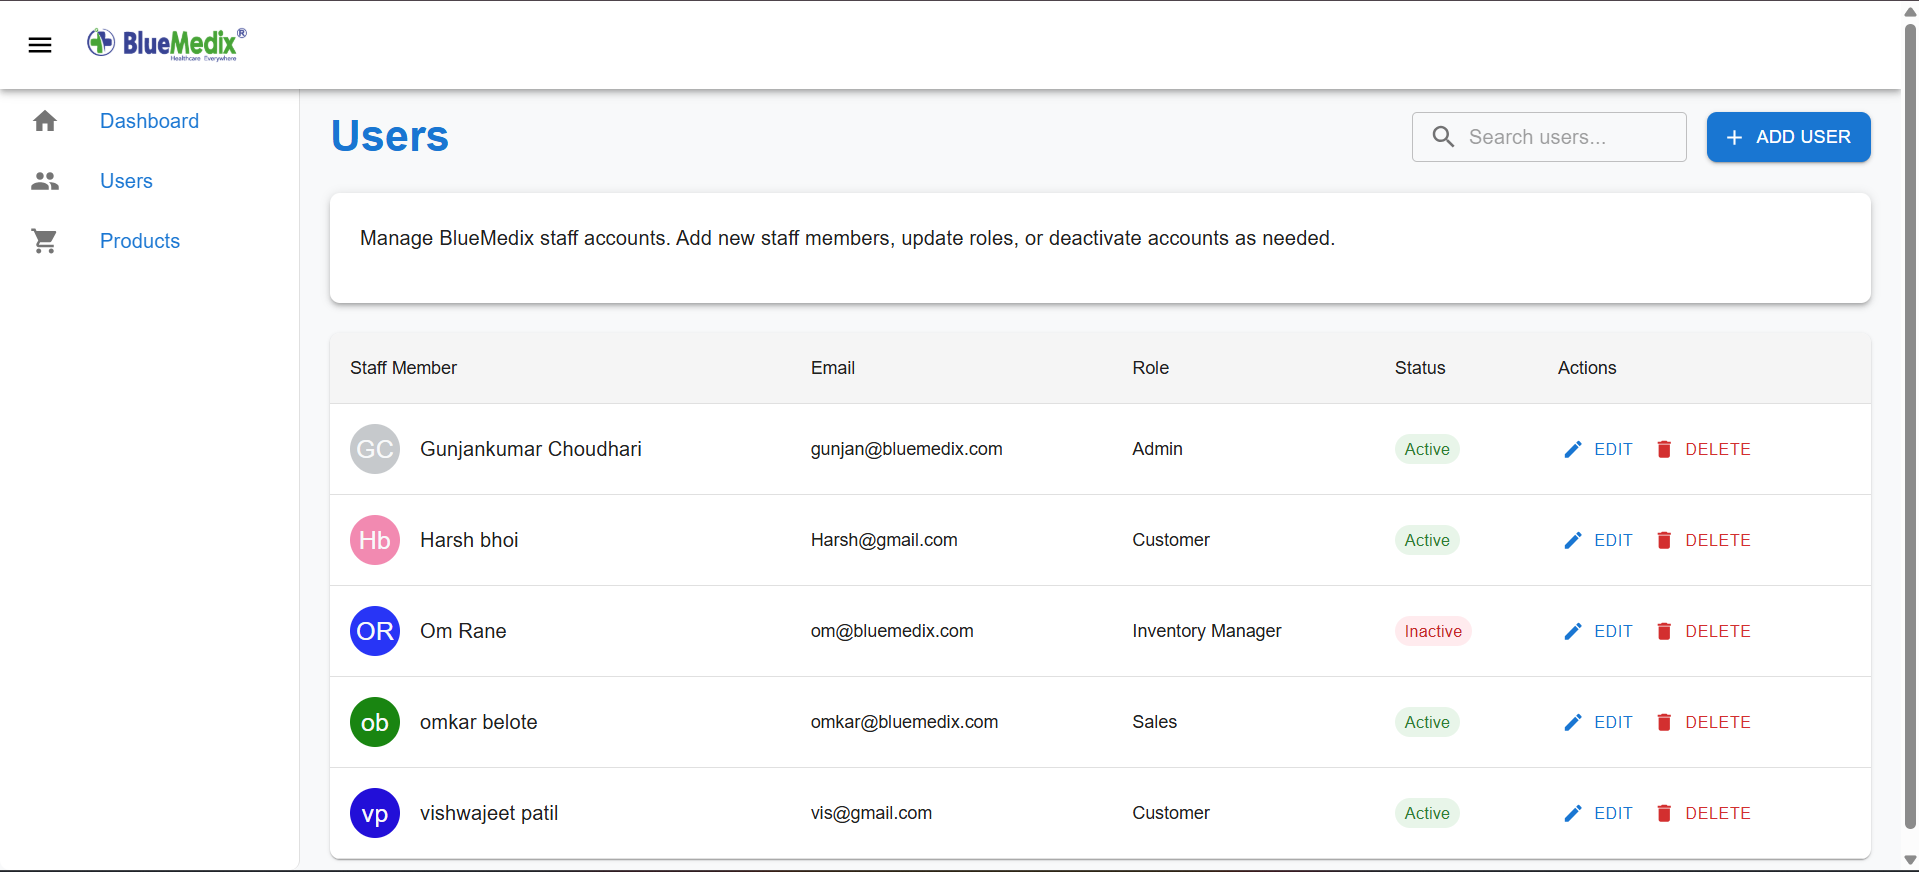 BlueMedix®
Healthcare Everywhere
Dashboard
Users
Products
Users
Search users...
ADD USER
Manage BlueMedix staff accounts. Add new staff members, update roles, or deactivate accounts as needed.
Staff Member Email Role Status Actions
GC Gunjankumar Choudhari gunjan@bluemedix.com Admin Active EDIT DELETE
Hb Harsh bhoi Harsh@gmail.com Customer Active EDIT DELETE
OR Om Rane om@bluemedix.com Inventory Manager Inactive EDIT DELETE
ob omkar belote omkar@bluemedix.com Sales Active EDIT DELETE
vp vishwajeet patil vis@gmail.com Customer Active EDIT DELETE